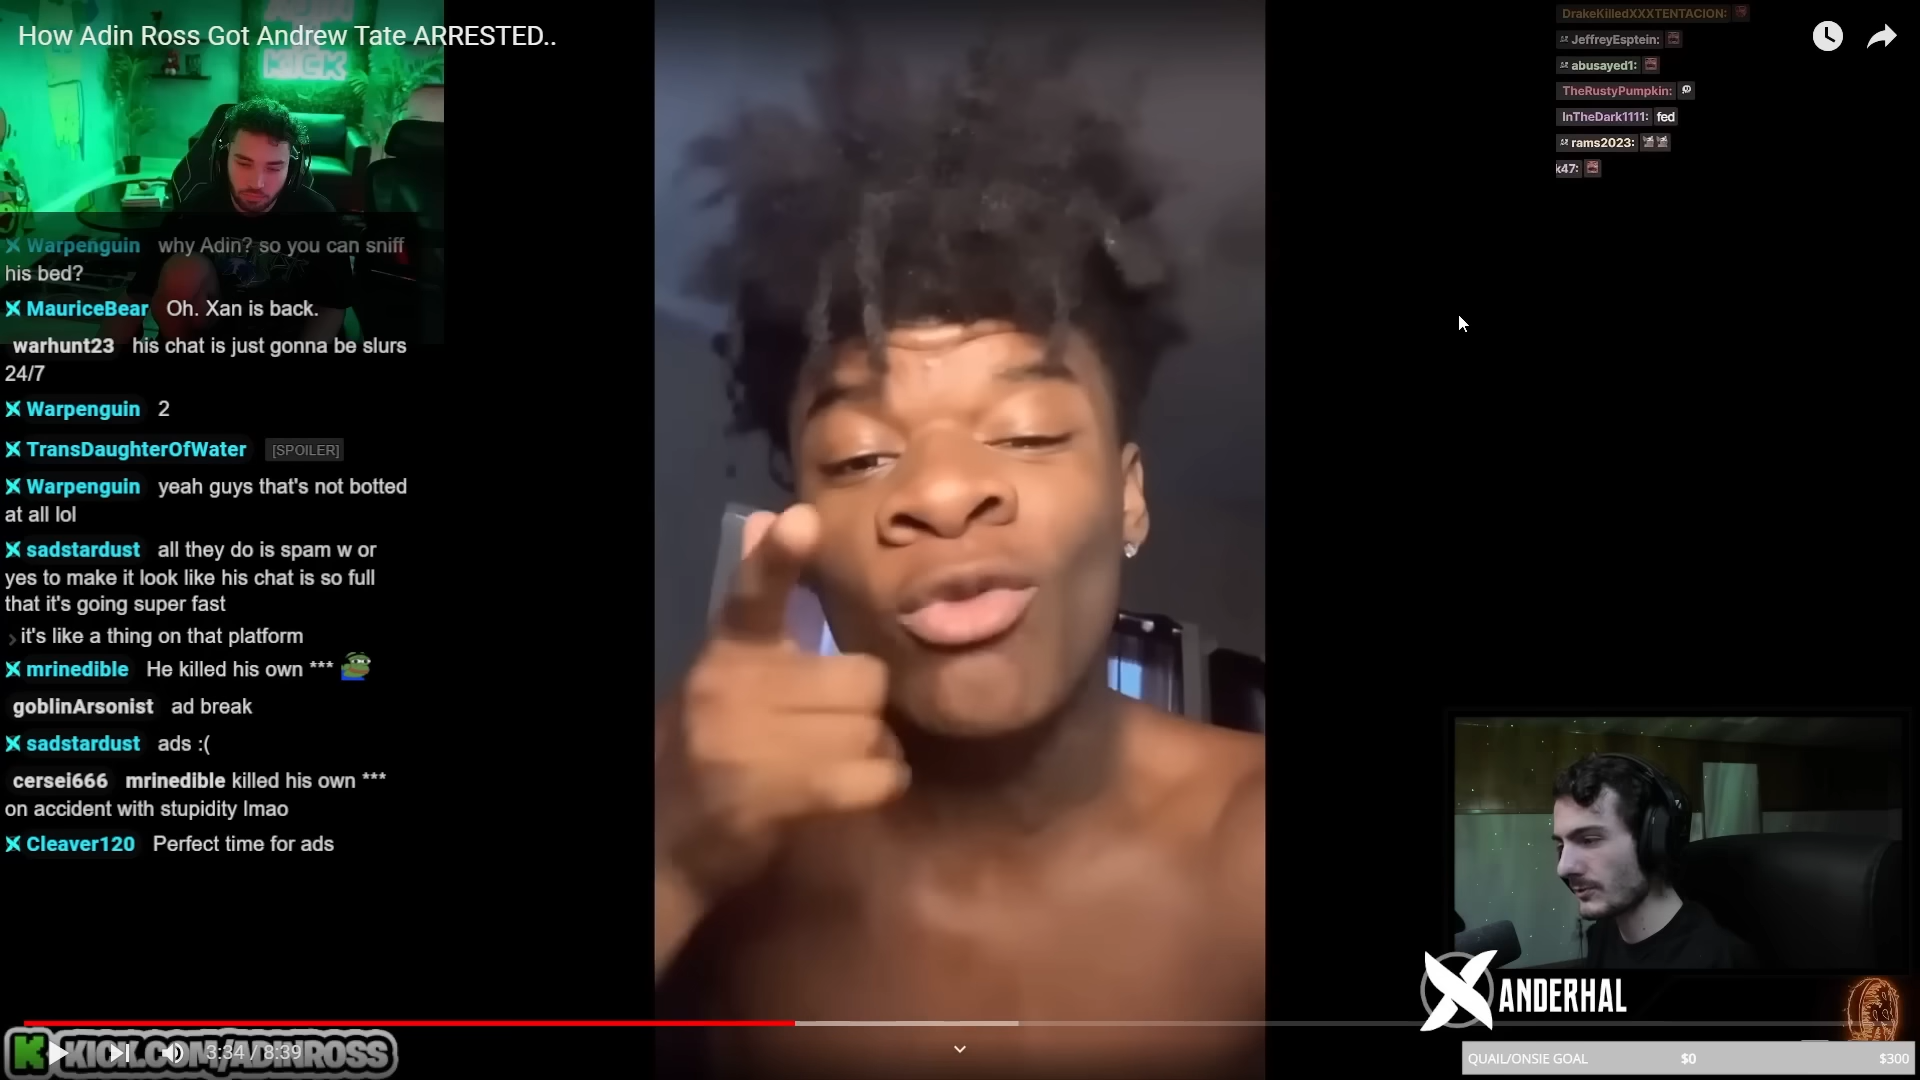 How Adin Ross Got Andrew Tate ARRESTED..
KICK
DrakeKilledXXXTENTACION:
JeffreyEsptein:
abusayed1:
TheRustyPumpkin:
InTheDark1111: fed
rams2023:
k47:
Warpenguin why Adin? so you can sniff
his bed?
MauriceBear Oh. Xan is back.
warhunt23 his chat is just gonna be slurs
24/7
Warpenguin 2
TransDaughterOfWater [SPOILER]
Warpenguin yeah guys that's not botted
at all lol
sadstardust all they do is spam w or
yes to make it look like his chat is so full
that it's going super fast
it's like a thing on that platform
mrinedible He killed his own ***
goblinArsonist ad break
sadstardust ads :(
cersei666 mrinedible killed his own ***
on accident with stupidity lmao
Cleaver120 Perfect time for ads
XANDERHAL
K KICK.COM/ADINROSS
3:34 / 8:39
QUAIL/ONSIE GOAL $0 $300